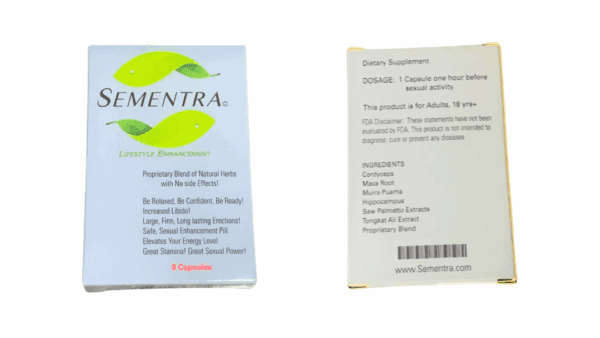 SEMENTRA©
LIFESTYLE ENHANCEMENT
Proprietary Blend of Natural Herbs
with No side Effects!
Be Relaxed, Be Confident, Be Ready!
Increased Libido!
Large, Firm, Long lasting Erections!
Safe, Sexual Enhancement Pill
Elevates Your Energy Level
Great Stamina! Great Sexual Power!
8 Capsules
Dietary Supplement
DOSAGE: 1 Capsule one hour before
sexual activity
This product is for Adults, 18 yrs+
FDA Disclaimer: These statements have not been
evaluated by FDA. This product is not intended to
diagnose, cure or prevent any diseases.
INGREDIENTS
Cordyceps
Maca Root
Muira Puama
Hippocampus
Saw Palmetto Extracts
Tongkat Ali Extract
Proprietary Blend
www.Sementra.com